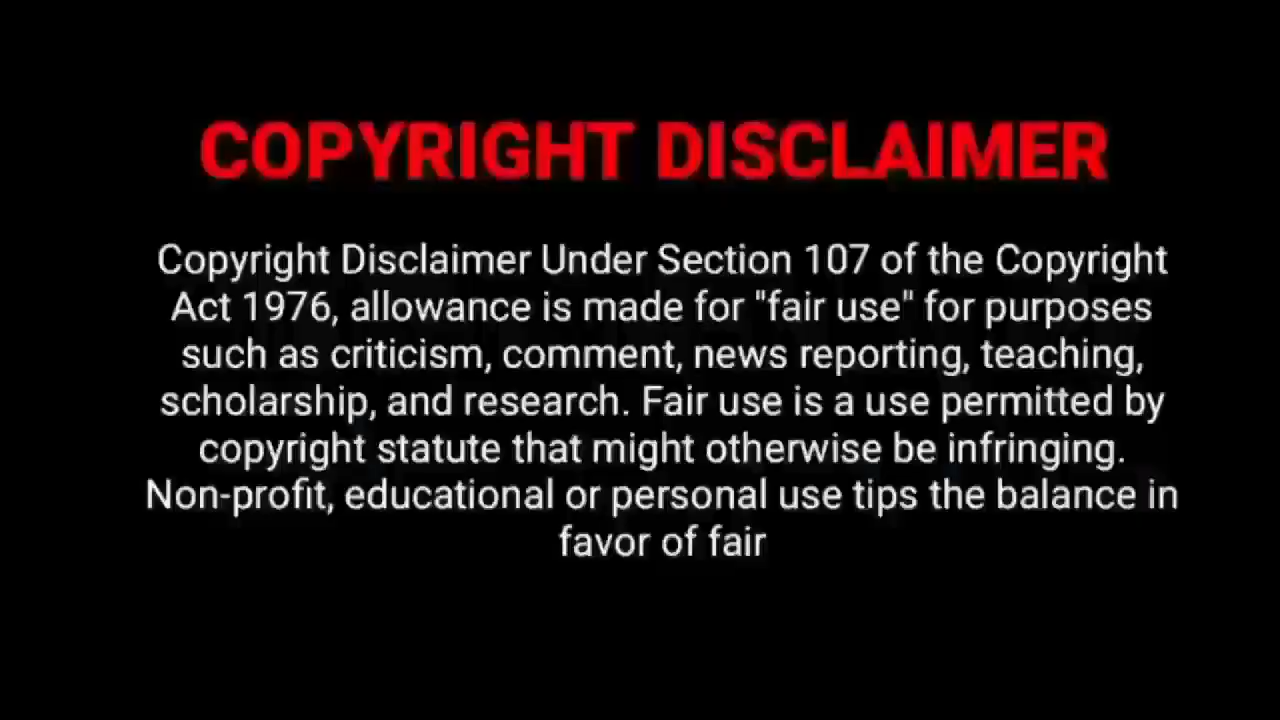 COPYRIGHT DISCLAIMER
Copyright Disclaimer Under Section 107 of the Copyright
Act 1976, allowance is made for "fair use" for purposes
such as criticism, comment, news reporting, teaching,
scholarship, and research. Fair use is a use permitted by
copyright statute that might otherwise be infringing.
Non-profit, educational or personal use tips the balance in
favor of fair